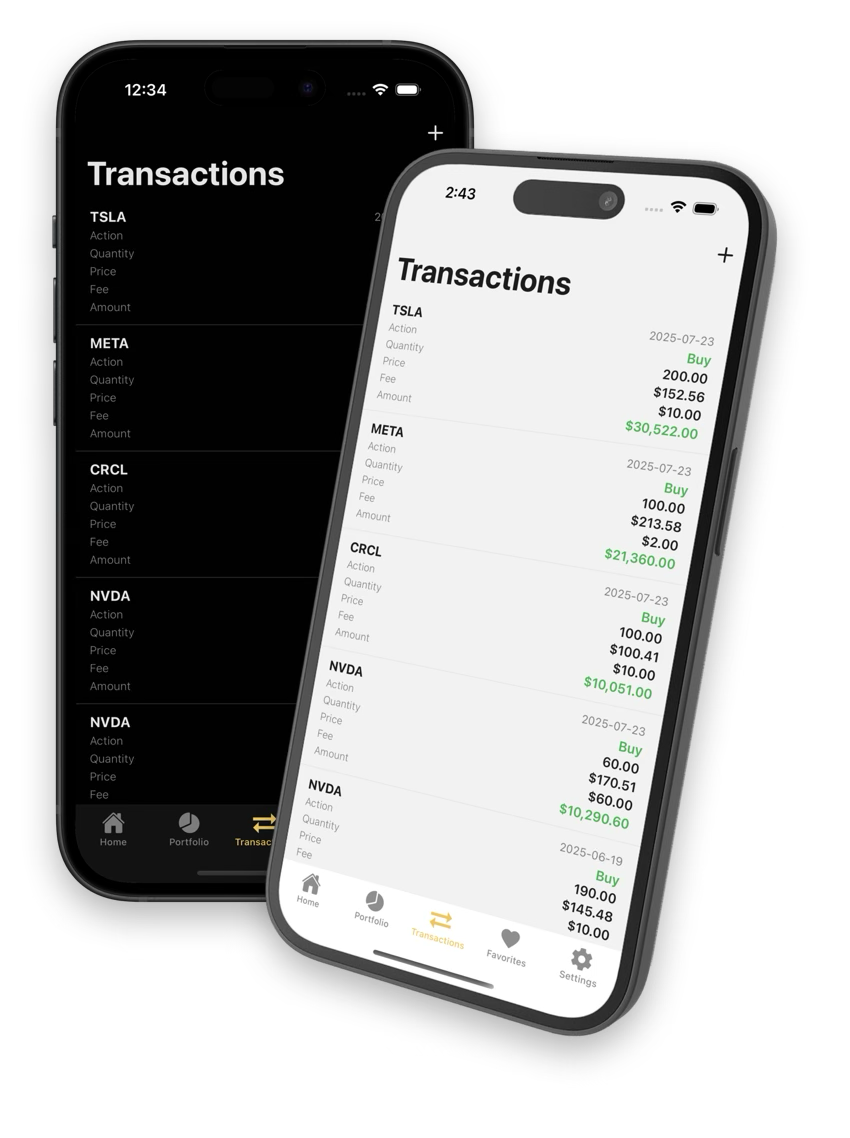 12:34
+
Transactions
TSLA
Action
Quantity
Price
Fee
Amount
META
Action
Quantity
Price
Fee
Amount
CRCL
Action
Quantity
Price
Fee
Amount
NVDA
Action
Quantity
Price
Fee
Amount
NVDA
Action
Quantity
Price
Fee
Home Portfolio
2:43
+
Transactions
TSLA 2025-07-23
Action Buy
Quantity 200.00
Price $152.56
Fee $10.00
Amount $30,522.00
META 2025-07-23
Action Buy
Quantity 100.00
Price $213.58
Fee $2.00
Amount $21,360.00
CRCL 2025-07-23
Action Buy
Quantity 100.00
Price $100.41
Fee $10.00
Amount $10,051.00
NVDA 2025-07-23
Action Buy
Quantity 60.00
Price $170.51
Fee $60.00
Amount $10,290.60
NVDA 2025-06-19
Action Buy
Quantity 190.00
Price $145.48
Fee $10.00
Home Portfolio Transactions Favorites Settings